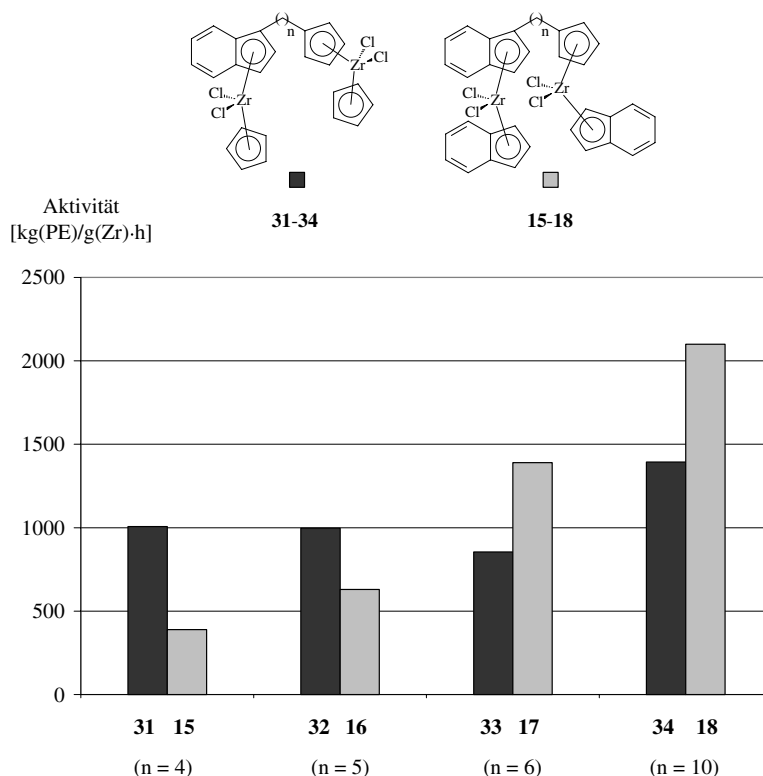 n
n
Cl
Cl
Zr
Cl
Cl
Zr
Cl
Cl
Zr
Cl
Cl
Zr
Aktivität
[kg(PE)/g(Zr)·h]
31-34
15-18
2500
2000
1500
1000
500
0
31 15 32 16 33 17 34 18
(n = 4) (n = 5) (n = 6) (n = 10)